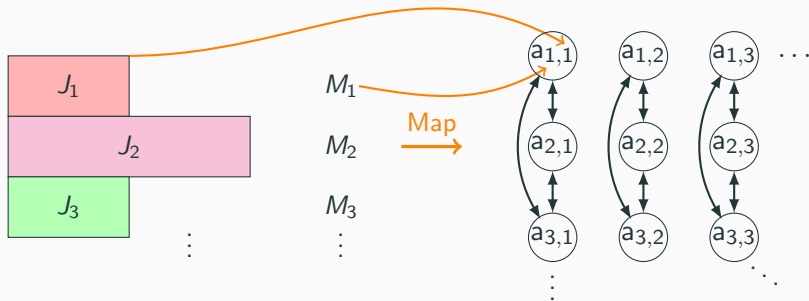 J₁ M₁ a₁,₁ a₁,₂ a₁,₃ ...
Map
J₂ M₂ a₂,₁ a₂,₂ a₂,₃
J₃ M₃ a₃,₁ a₃,₂ a₃,₃
⋮ ⋮ ⋮ ⋱